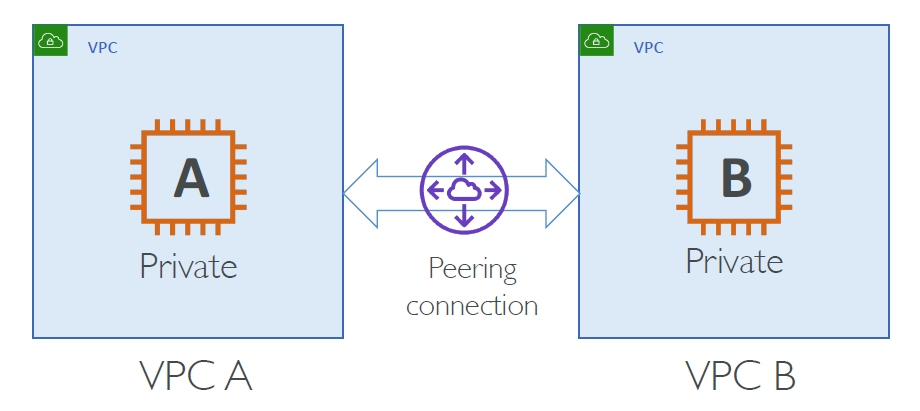 VPC
VPC
A
B
Private
Private
Peering
connection
VPC A
VPC B